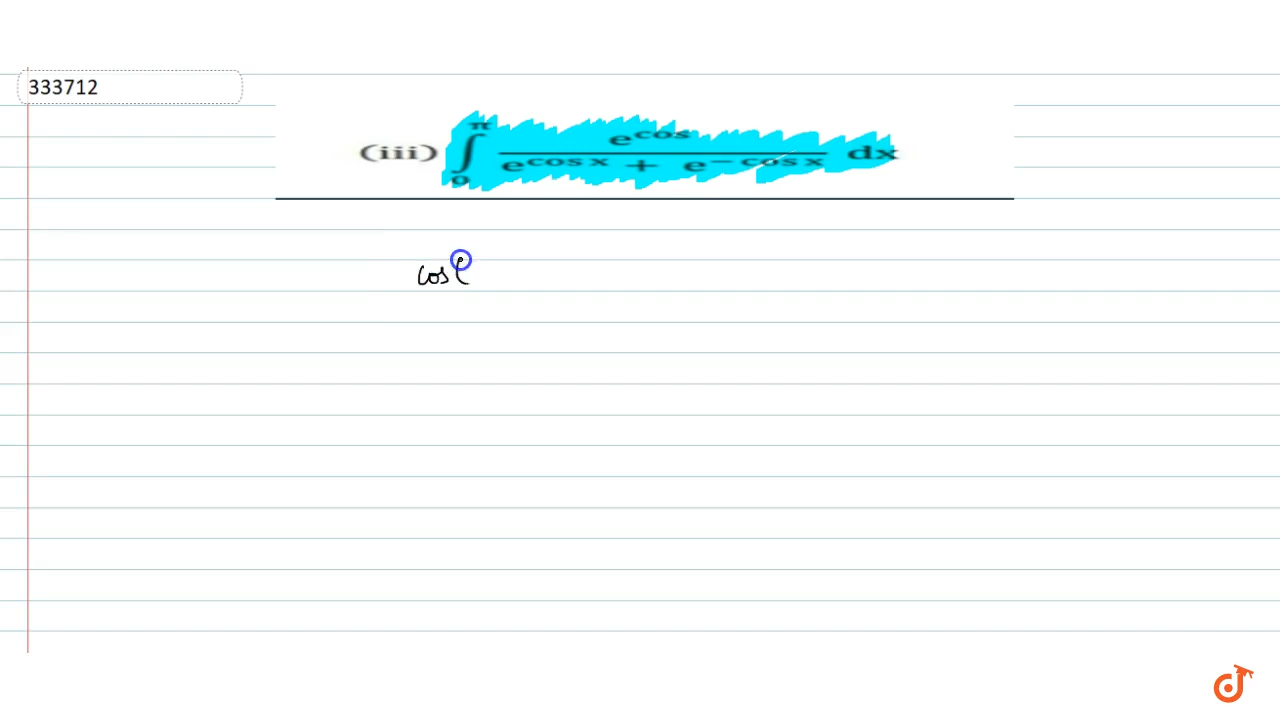 333712
(iii) ∫₀^π e^cos / (e^cos x + e^−cos x) dx
cos(